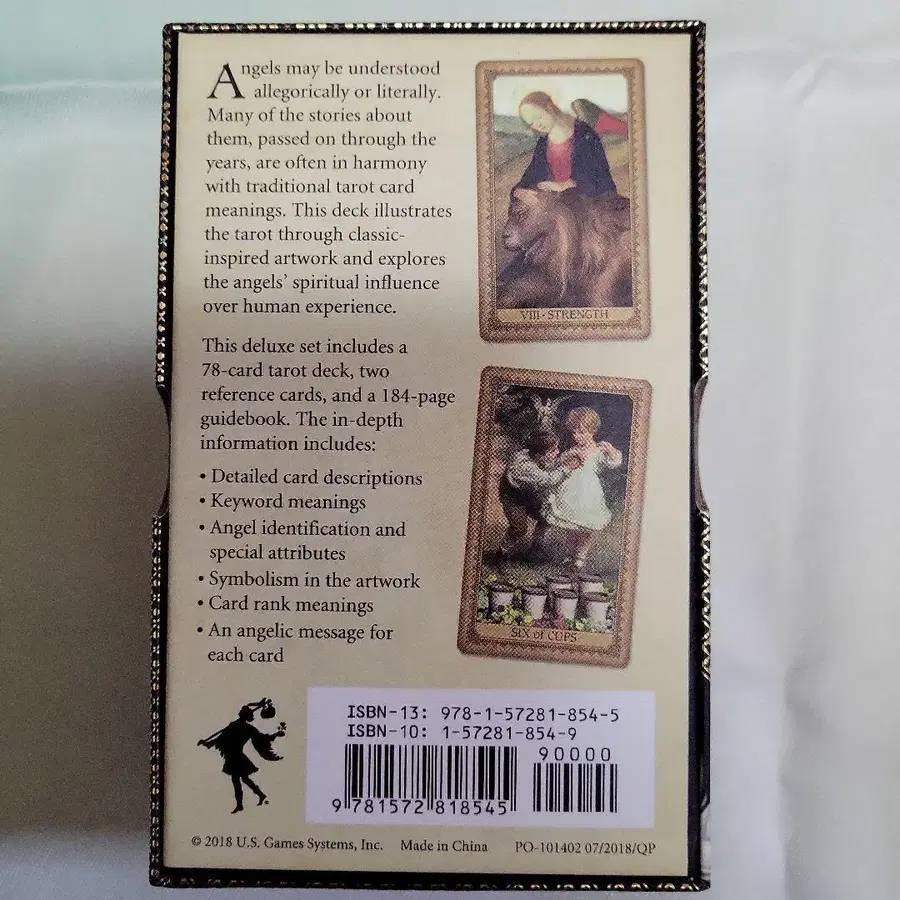 Angels may be understood
allegorically or literally.
Many of the stories about
them, passed on through the
years, are often in harmony
with traditional tarot card
meanings. This deck illustrates
the tarot through classic-
inspired artwork and explores
the angels' spiritual influence
over human experience.
This deluxe set includes a
78-card tarot deck, two
reference cards, and a 184-page
guidebook. The in-depth
information includes:
• Detailed card descriptions
• Keyword meanings
• Angel identification and
special attributes
• Symbolism in the artwork
• Card rank meanings
• An angelic message for
each card
VIII • STRENGTH
SIX of CUPS
ISBN-13: 978-1-57281-854-5
ISBN-10: 1-57281-854-9
90000
9 781572 818545
© 2018 U.S. Games Systems, Inc. Made in China PO-101402 07/2018/QP